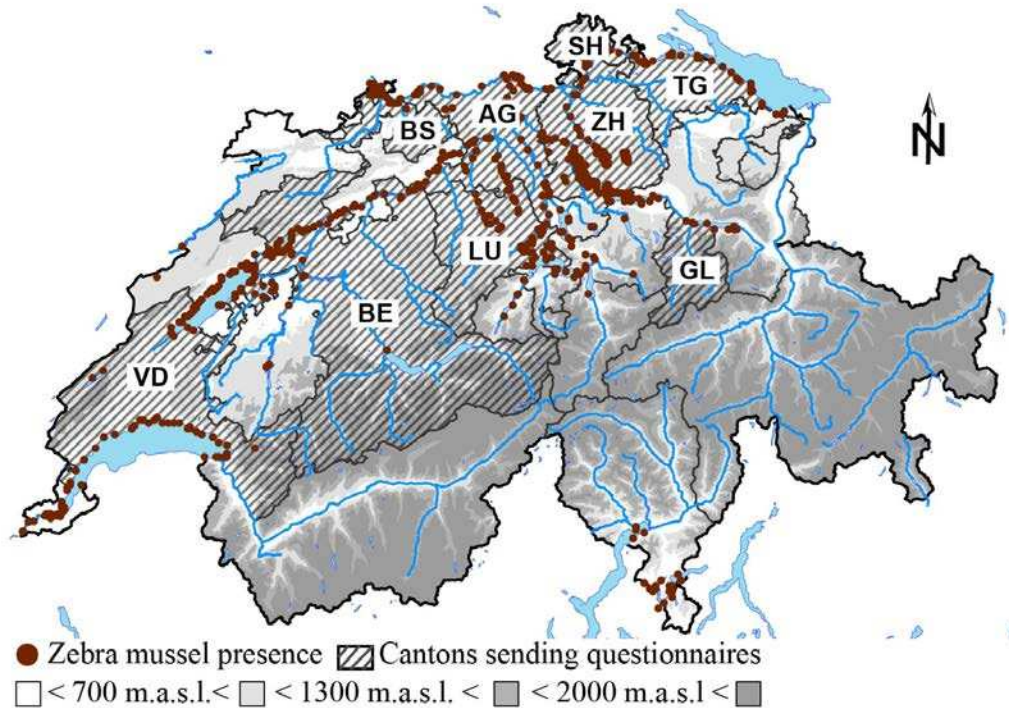 SH
TG
AG
BS
ZH
N
LU
GL
BE
VD
Zebra mussel presence Cantons sending questionnaires
< 700 m.a.s.l.< < 1300 m.a.s.l. < < 2000 m.a.s.l <